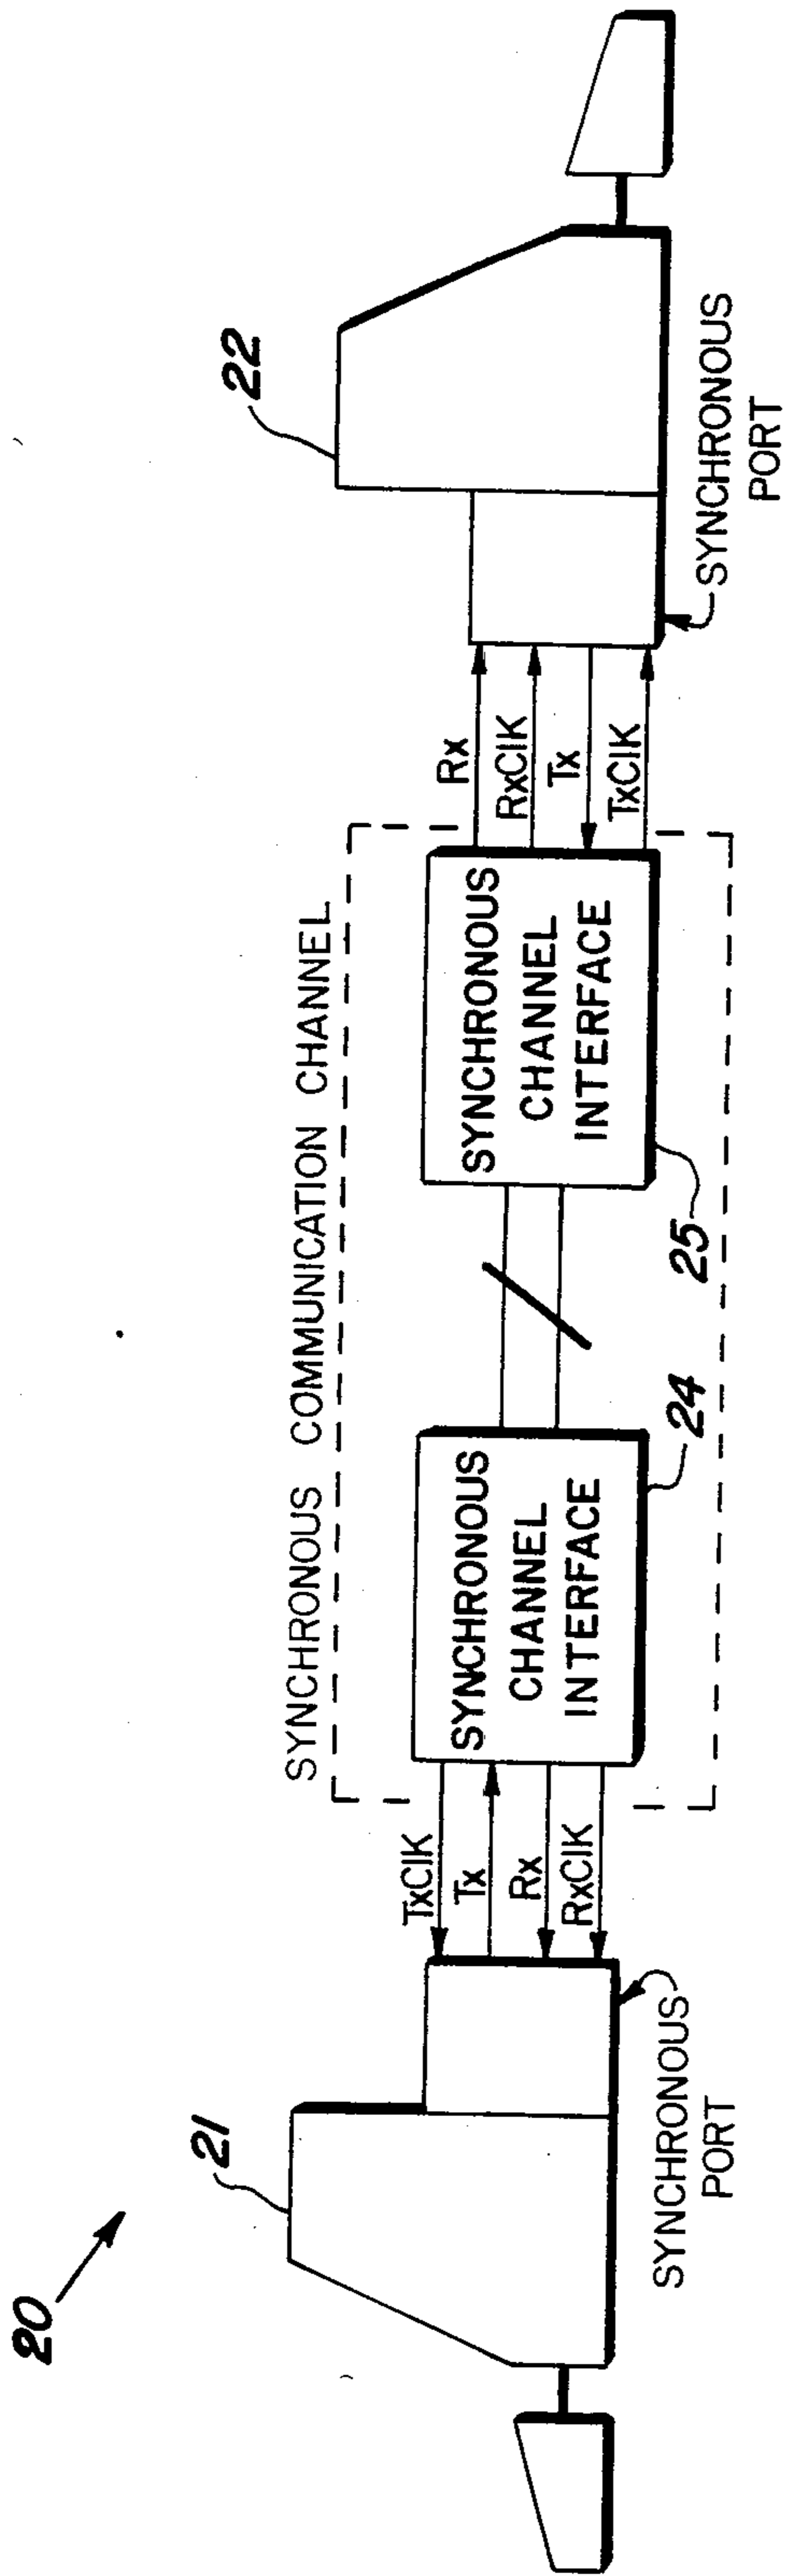 20
21
SYNCHRONOUS
PORT
TxClK
Tx
Rx
RxClK
SYNCHRONOUS COMMUNICATION CHANNEL
SYNCHRONOUS
CHANNEL
INTERFACE
24
SYNCHRONOUS
CHANNEL
INTERFACE
25
Rx
RxClK
Tx
TxClK
22
SYNCHRONOUS
PORT